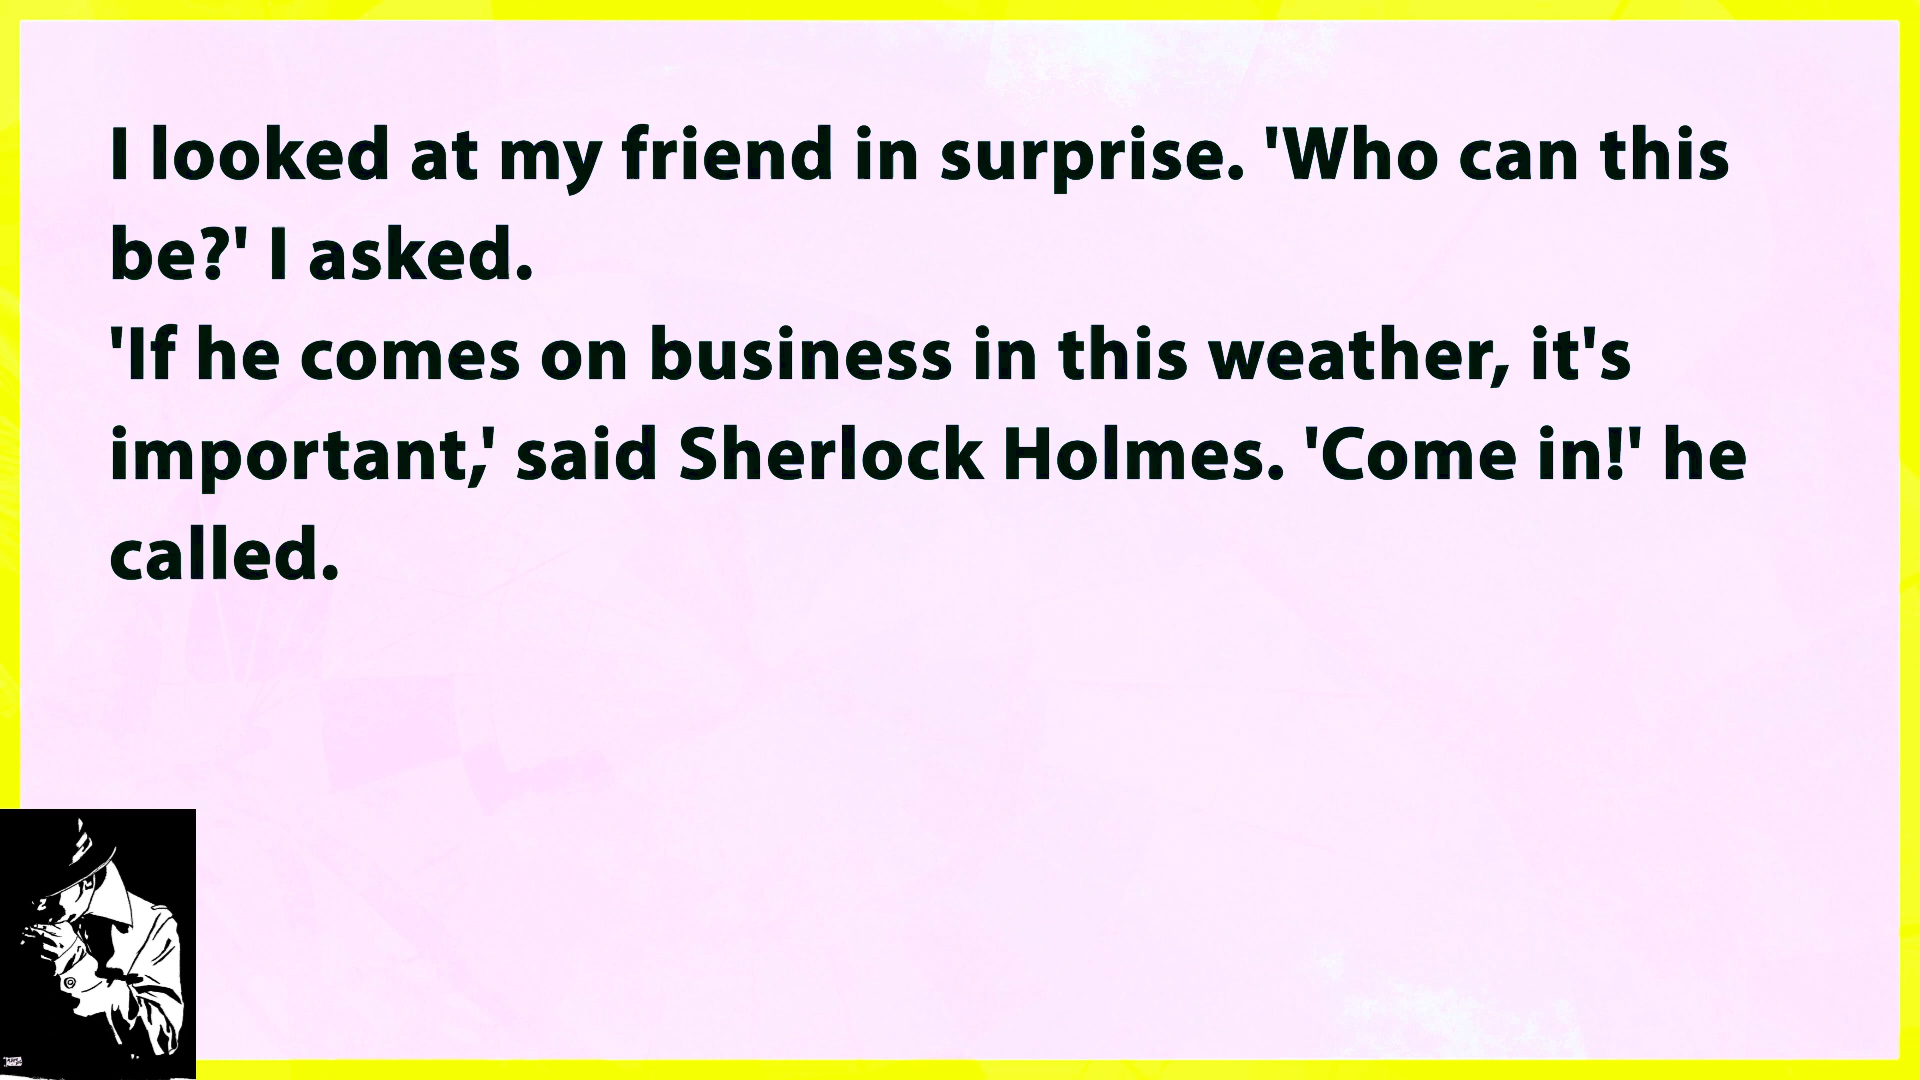 I looked at my friend in surprise. 'Who can this
be?' I asked.
'If he comes on business in this weather, it's
important,' said Sherlock Holmes. 'Come in!' he
called.